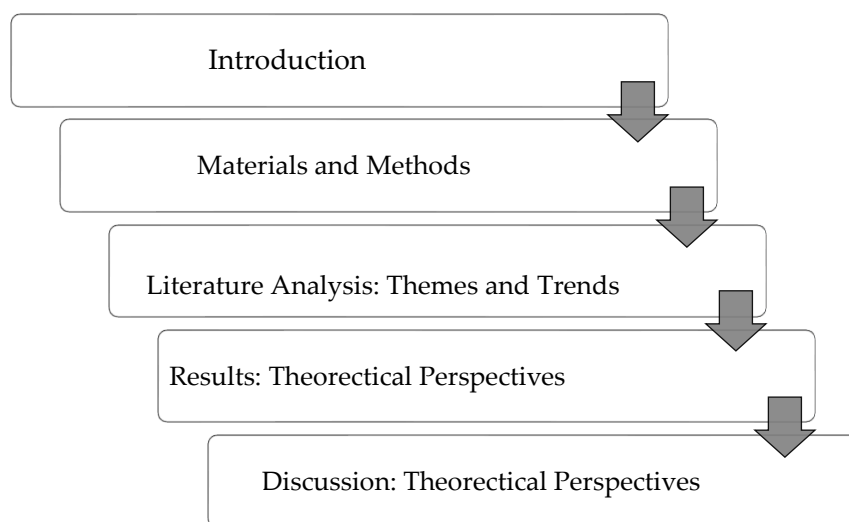 Introduction
Materials and Methods
Literature Analysis: Themes and Trends
Results: Theorectical Perspectives
Discussion: Theorectical Perspectives